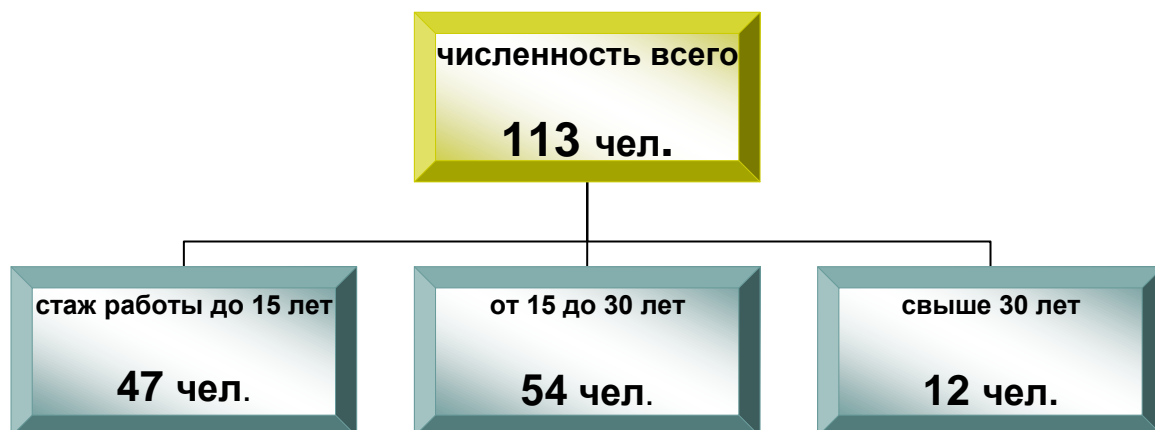 численность всего
113 чел.
стаж работы до 15 лет
47 чел.
от 15 до 30 лет
54 чел.
свыше 30 лет
12 чел.